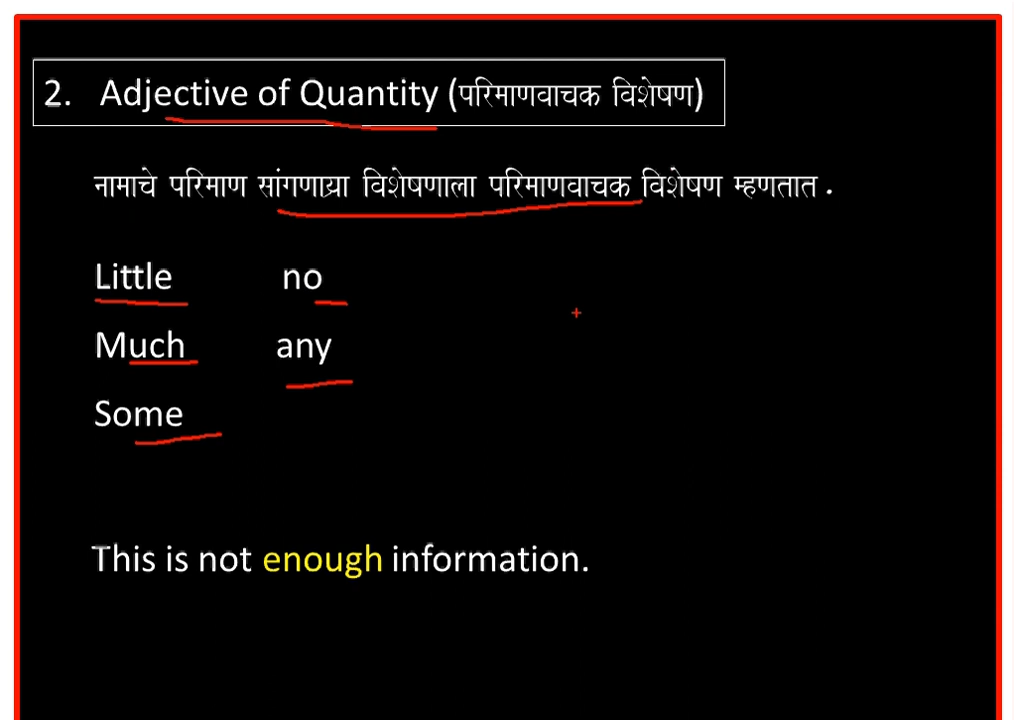 2. Adjective of Quantity (परिमाणवाचक विशेषण)
नामाचे परिमाण सांगणाऱ्या विशेषणाला परिमाणवाचक विशेषण म्हणतात .
Little no
Much any
Some
This is not enough information.